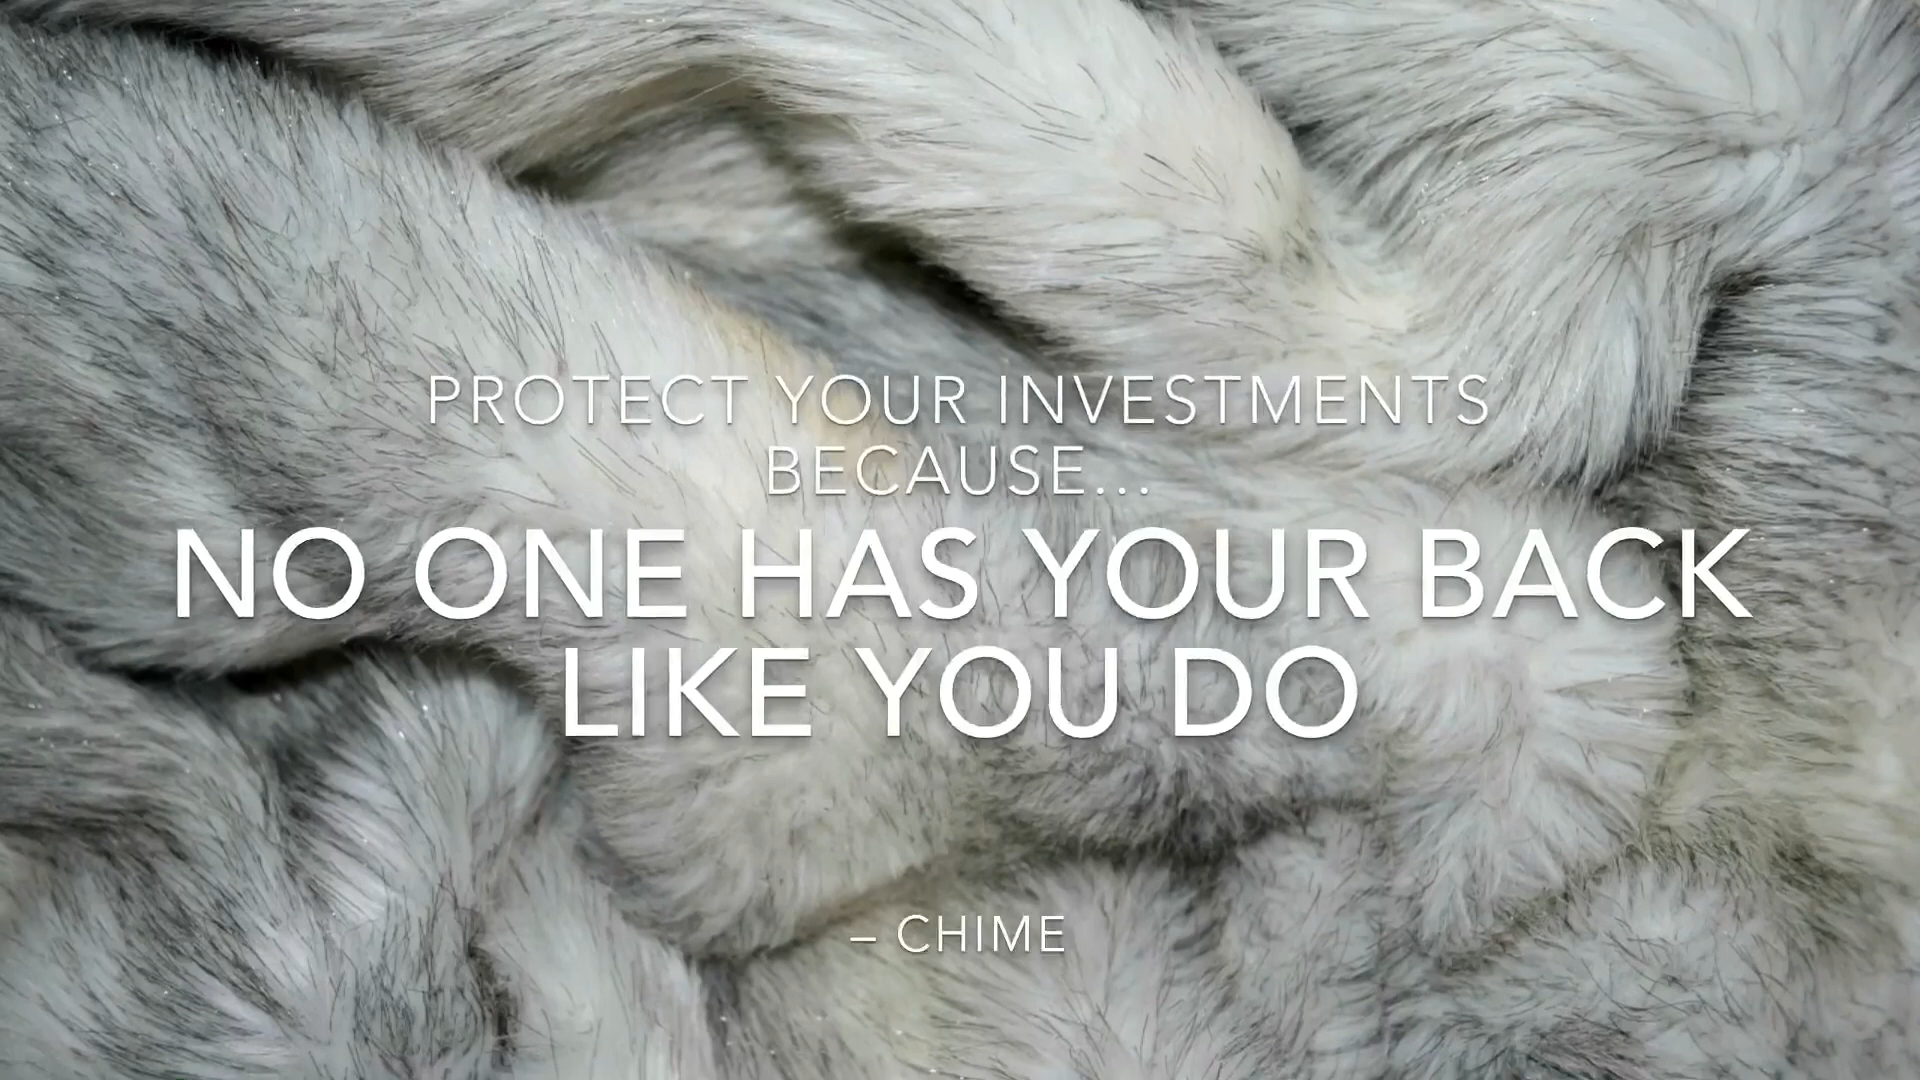 PROTECT YOUR INVESTMENTS
BECAUSE...
NO ONE HAS YOUR BACK
LIKE YOU DO
– CHIME